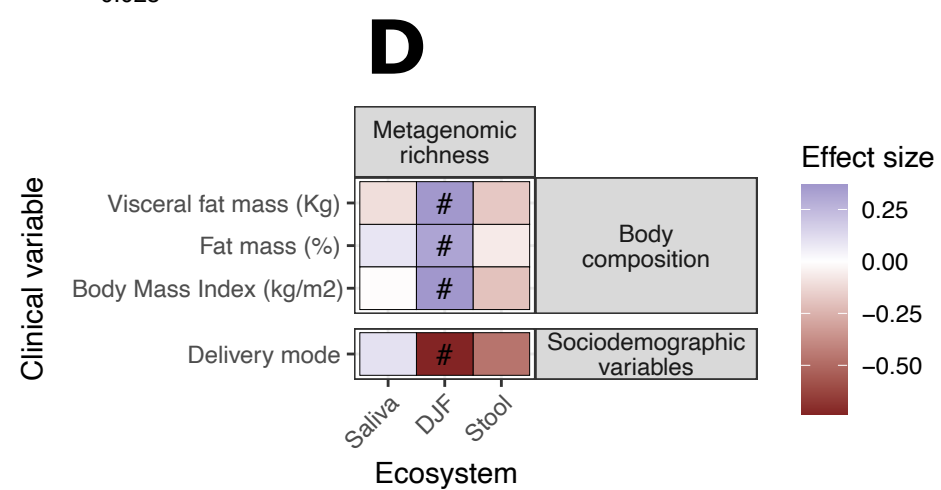 D
Metagenomic
richness
Clinical variable
Visceral fat mass (Kg)
#
Fat mass (%)
#
Body Mass Index (kg/m2)
#
Body
composition
Delivery mode
#
Sociodemographic
variables
Saliva
DJF
Stool
Ecosystem
Effect size
0.25
0.00
−0.25
−0.50